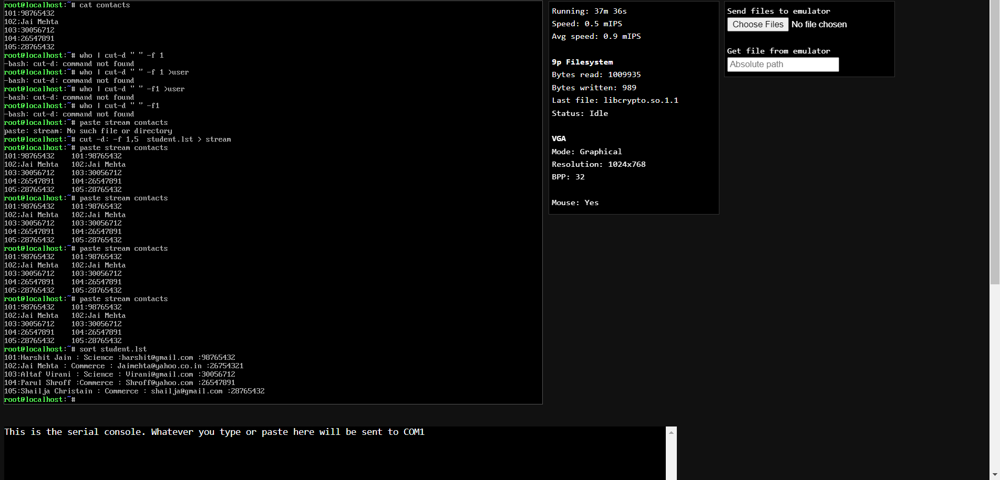 root@localhost:~# cat contacts
101:98765432
102;Jai Mehta
103:30056712
104:26547891
105:28765432
root@localhost:~# who | cut-d " " -f 1
-bash: cut-d: command not found
root@localhost:~# who | cut-d " " -f 1 >user
-bash: cut-d: command not found
root@localhost:~# who | cut-d " " -f1 >user
-bash: cut-d: command not found
root@localhost:~# who | cut-d " " -f1
-bash: cut-d: command not found
root@localhost:~# paste stream contacts
paste: stream: No such file or directory
root@localhost:~# cut -d: -f 1,5  student.lst > stream
root@localhost:~# paste stream contacts
101:98765432    101:98765432
102;Jai Mehta   102;Jai Mehta
103:30056712    103:30056712
104:26547891    104:26547891
105:28765432    105:28765432
root@localhost:~# paste stream contacts
101:98765432    101:98765432
102;Jai Mehta   102;Jai Mehta
103:30056712    103:30056712
104:26547891    104:26547891
105:28765432    105:28765432
root@localhost:~# paste stream contacts
101:98765432    101:98765432
102;Jai Mehta   102;Jai Mehta
103:30056712    103:30056712
104:26547891    104:26547891
105:28765432    105:28765432
root@localhost:~# paste stream contacts
101:98765432    101:98765432
102;Jai Mehta   102;Jai Mehta
103:30056712    103:30056712
104:26547891    104:26547891
105:28765432    105:28765432
root@localhost:~# sort student.lst
101:Harshit Jain : Science :harshit@gmail.com :98765432
102;Jai Mehta : Commerce : Jaimehta@yahoo.co.in :26754321
103:Altaf Virani : Science : Virani@gmail.com :30056712
104:Parul Shroff :Commerce : Shroff@yahoo.com :26547891
105:Shailja Christain : Commerce : shailja@gmail.com :28765432
root@localhost:~#
Running: 37m 36s
Speed: 0.5 mIPS
Avg speed: 0.9 mIPS
9p Filesystem
Bytes read: 1009935
Bytes written: 989
Last file: libcrypto.so.1.1
Status: Idle
VGA
Mode: Graphical
Resolution: 1024x768
BPP: 32
Mouse: Yes
Send files to emulator
Choose Files No file chosen
Get file from emulator
Absolute path
This is the serial console. Whatever you type or paste here will be sent to COM1